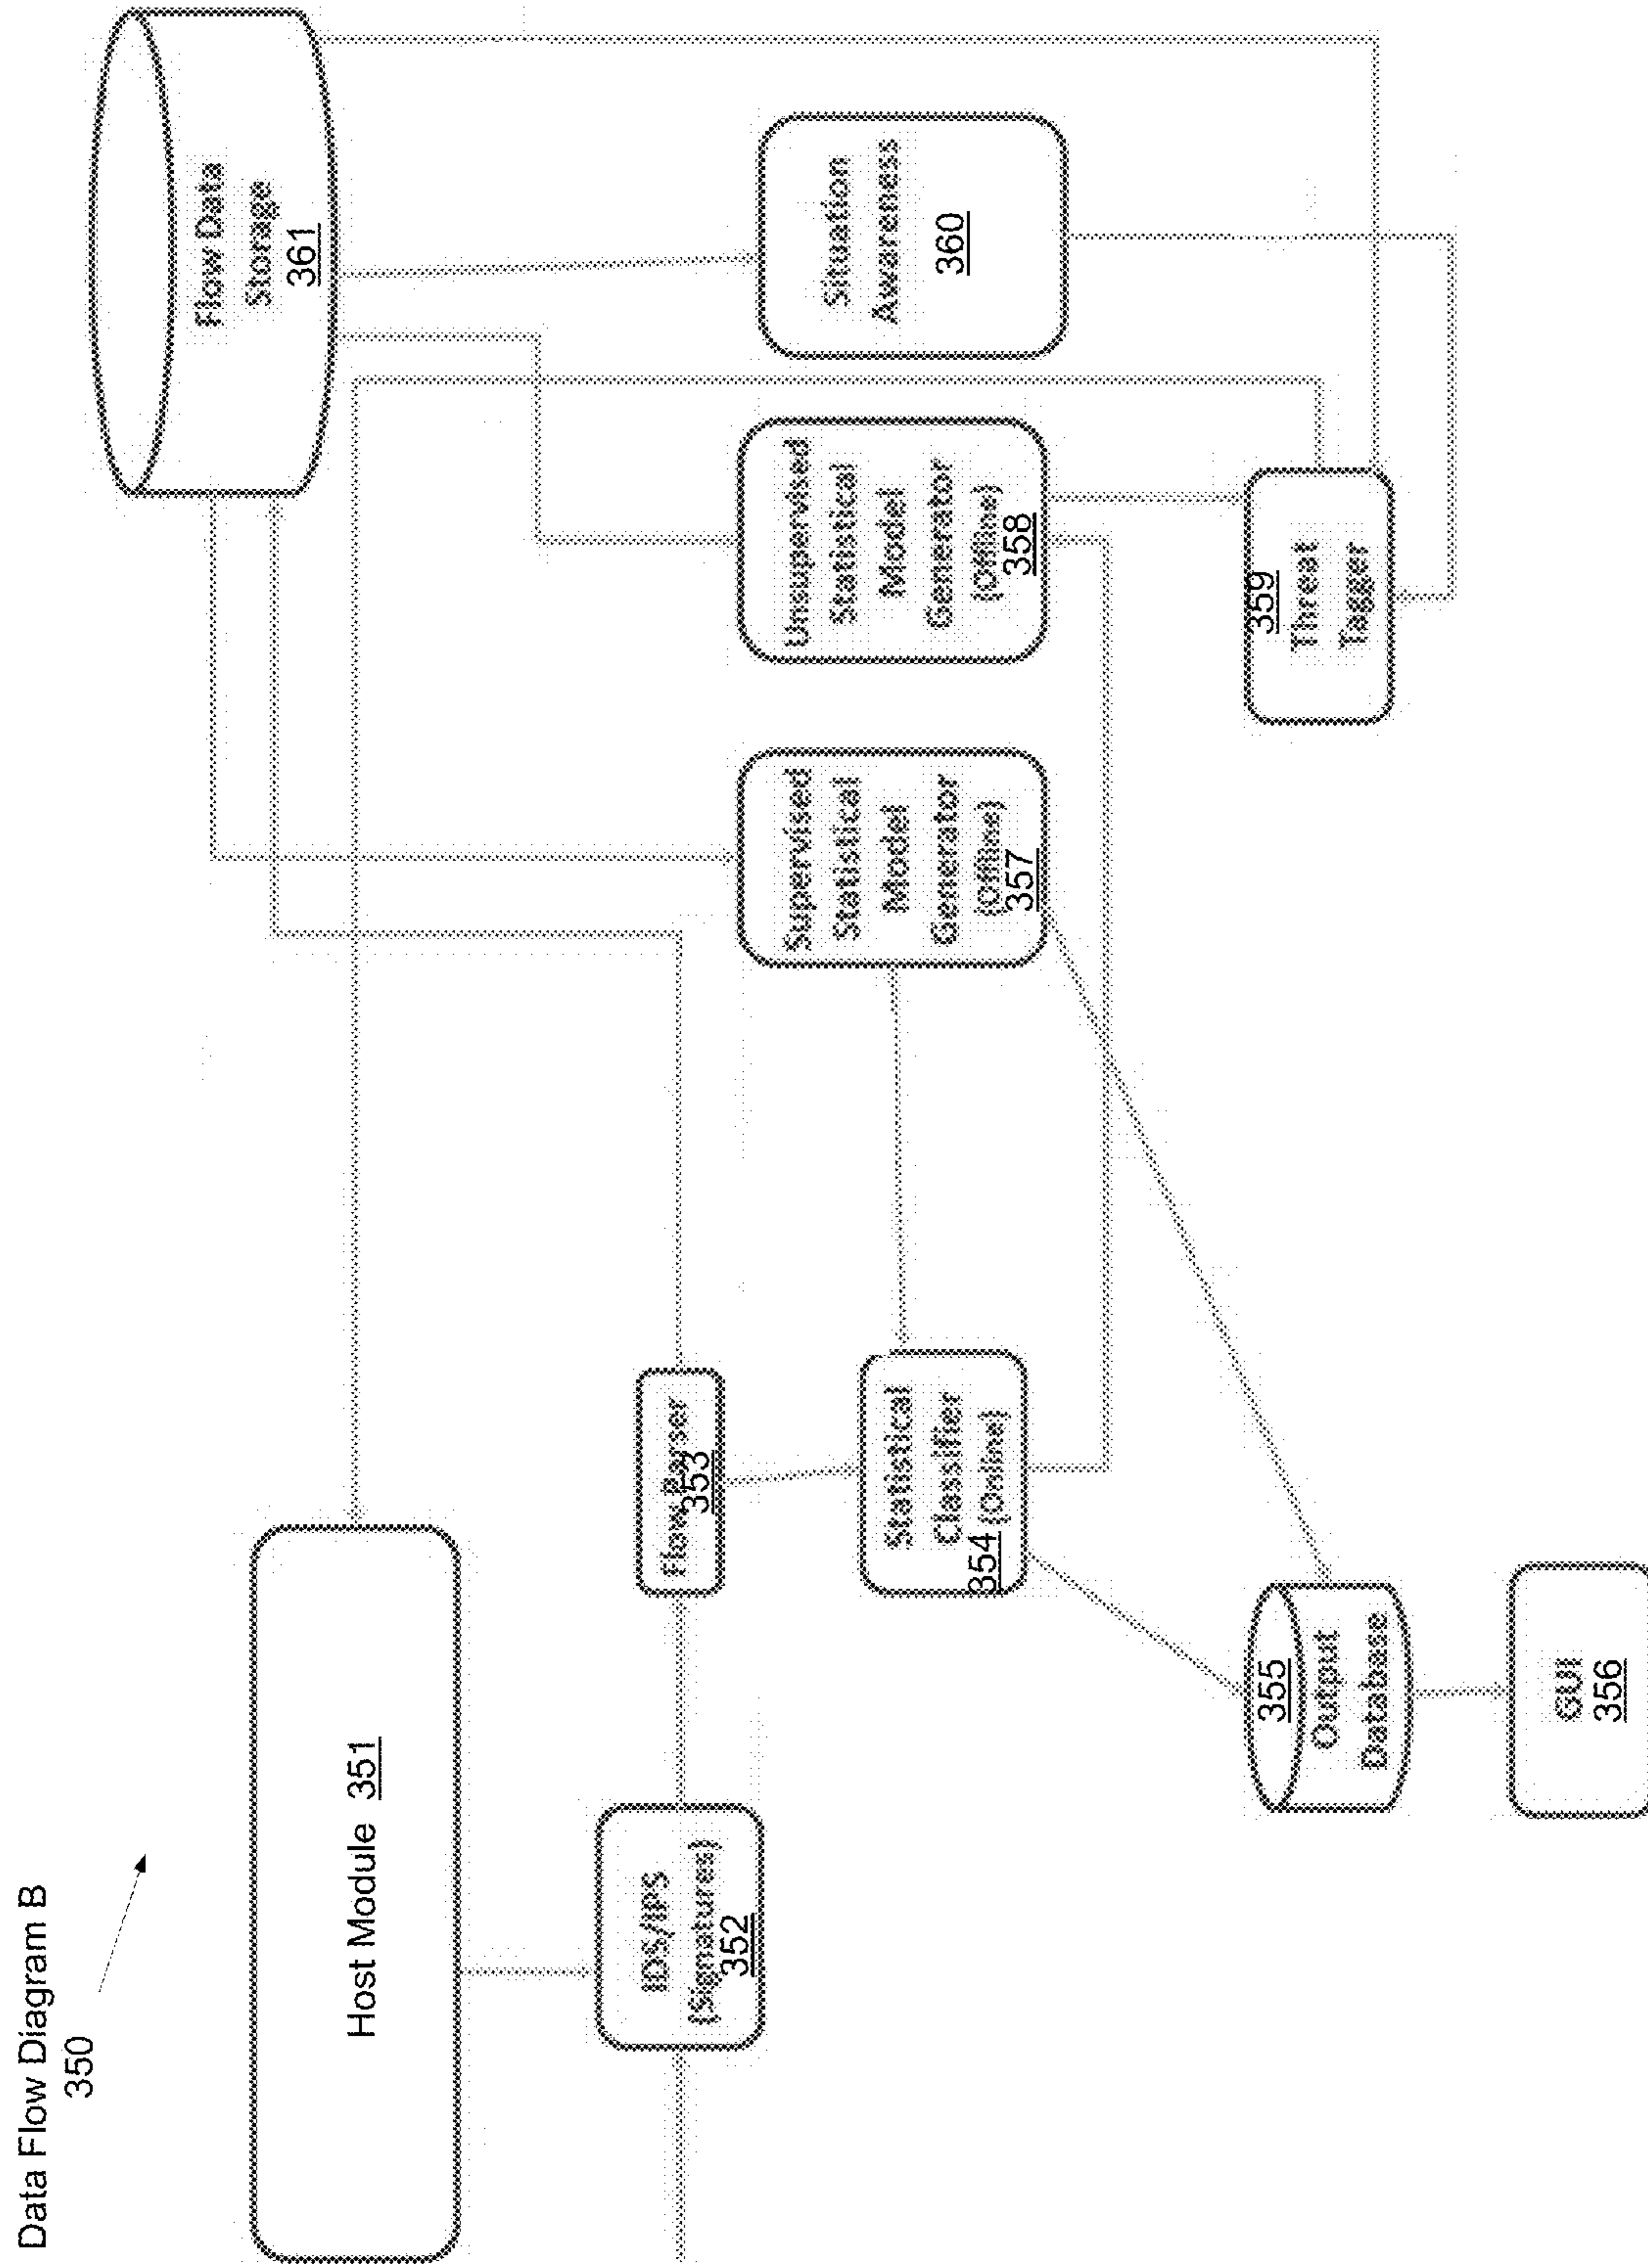 Data Flow Diagram B
350
Host Module 351
IDS/IPS
(Signatures)
352
Flow Parser
353
Statistical
Classifier
(Online)
354
355
Output
Database
GUI
356
Supervised
Statistical
Model
Generator
(Offline)
357
Unsupervised
Statistical
Model
Generator
(Offline)
358
359
Threat
Tagger
Situation
Awareness
360
Flow Data
Storage
361